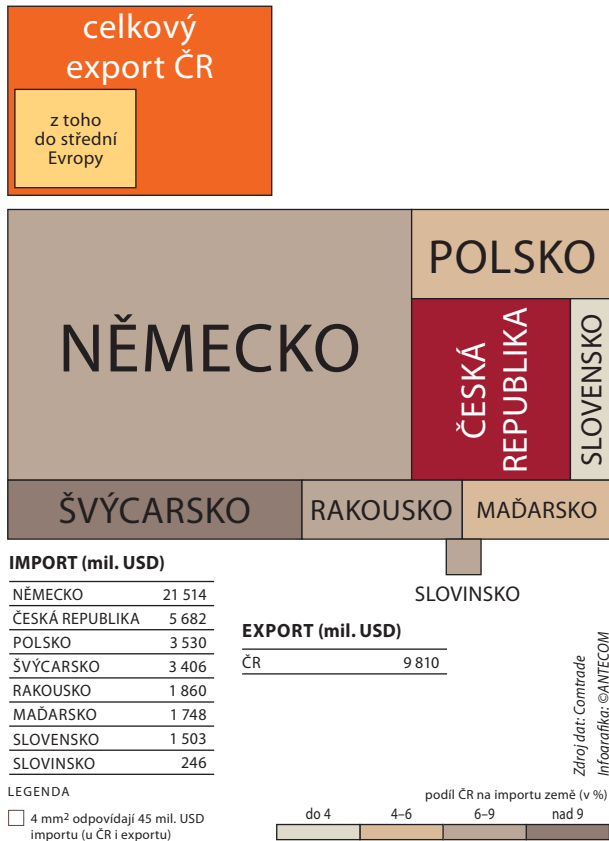 celkový
export ČR
z toho
do střední
Evropy
NĚMECKO
POLSKO
ČESKÁ
REPUBLIKA
SLOVENSKO
ŠVÝCARSKO
RAKOUSKO
MAĎARSKO
SLOVINSKO
IMPORT (mil. USD)
NĚMECKO 21 514
ČESKÁ REPUBLIKA 5 682
POLSKO 3 530
ŠVÝCARSKO 3 406
RAKOUSKO 1 860
MAĎARSKO 1 748
SLOVENSKO 1 503
SLOVINSKO 246
EXPORT (mil. USD)
ČR 9 810
Zdroj dat: Comtrade
Infografika: ©ANTECOM
LEGENDA
4 mm² odpovídají 45 mil. USD
importu (u ČR i exportu)
podíl ČR na importu země (v %)
do 4 4–6 6–9 nad 9